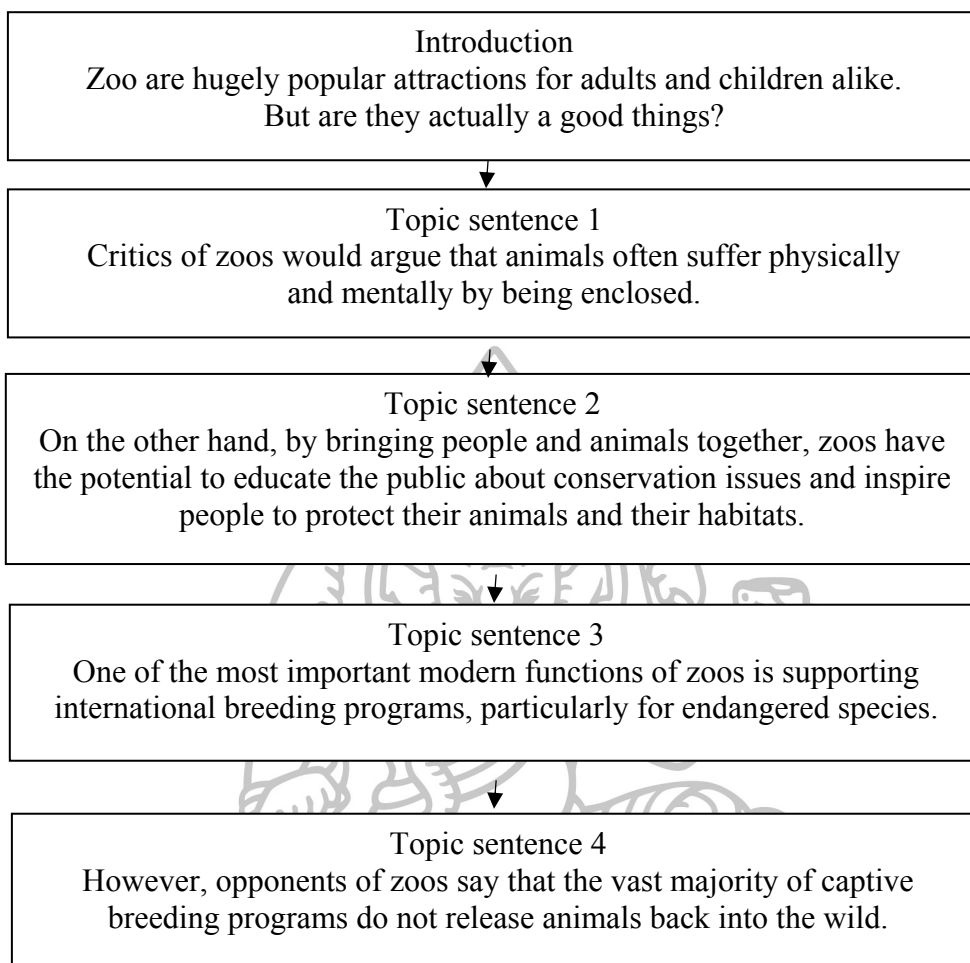 Introduction
Zoo are hugely popular attractions for adults and children alike.
But are they actually a good things?
Topic sentence 1
Critics of zoos would argue that animals often suffer physically
and mentally by being enclosed.
Topic sentence 2
On the other hand, by bringing people and animals together, zoos have
the potential to educate the public about conservation issues and inspire
people to protect their animals and their habitats.
Topic sentence 3
One of the most important modern functions of zoos is supporting
international breeding programs, particularly for endangered species.
Topic sentence 4
However, opponents of zoos say that the vast majority of captive
breeding programs do not release animals back into the wild.